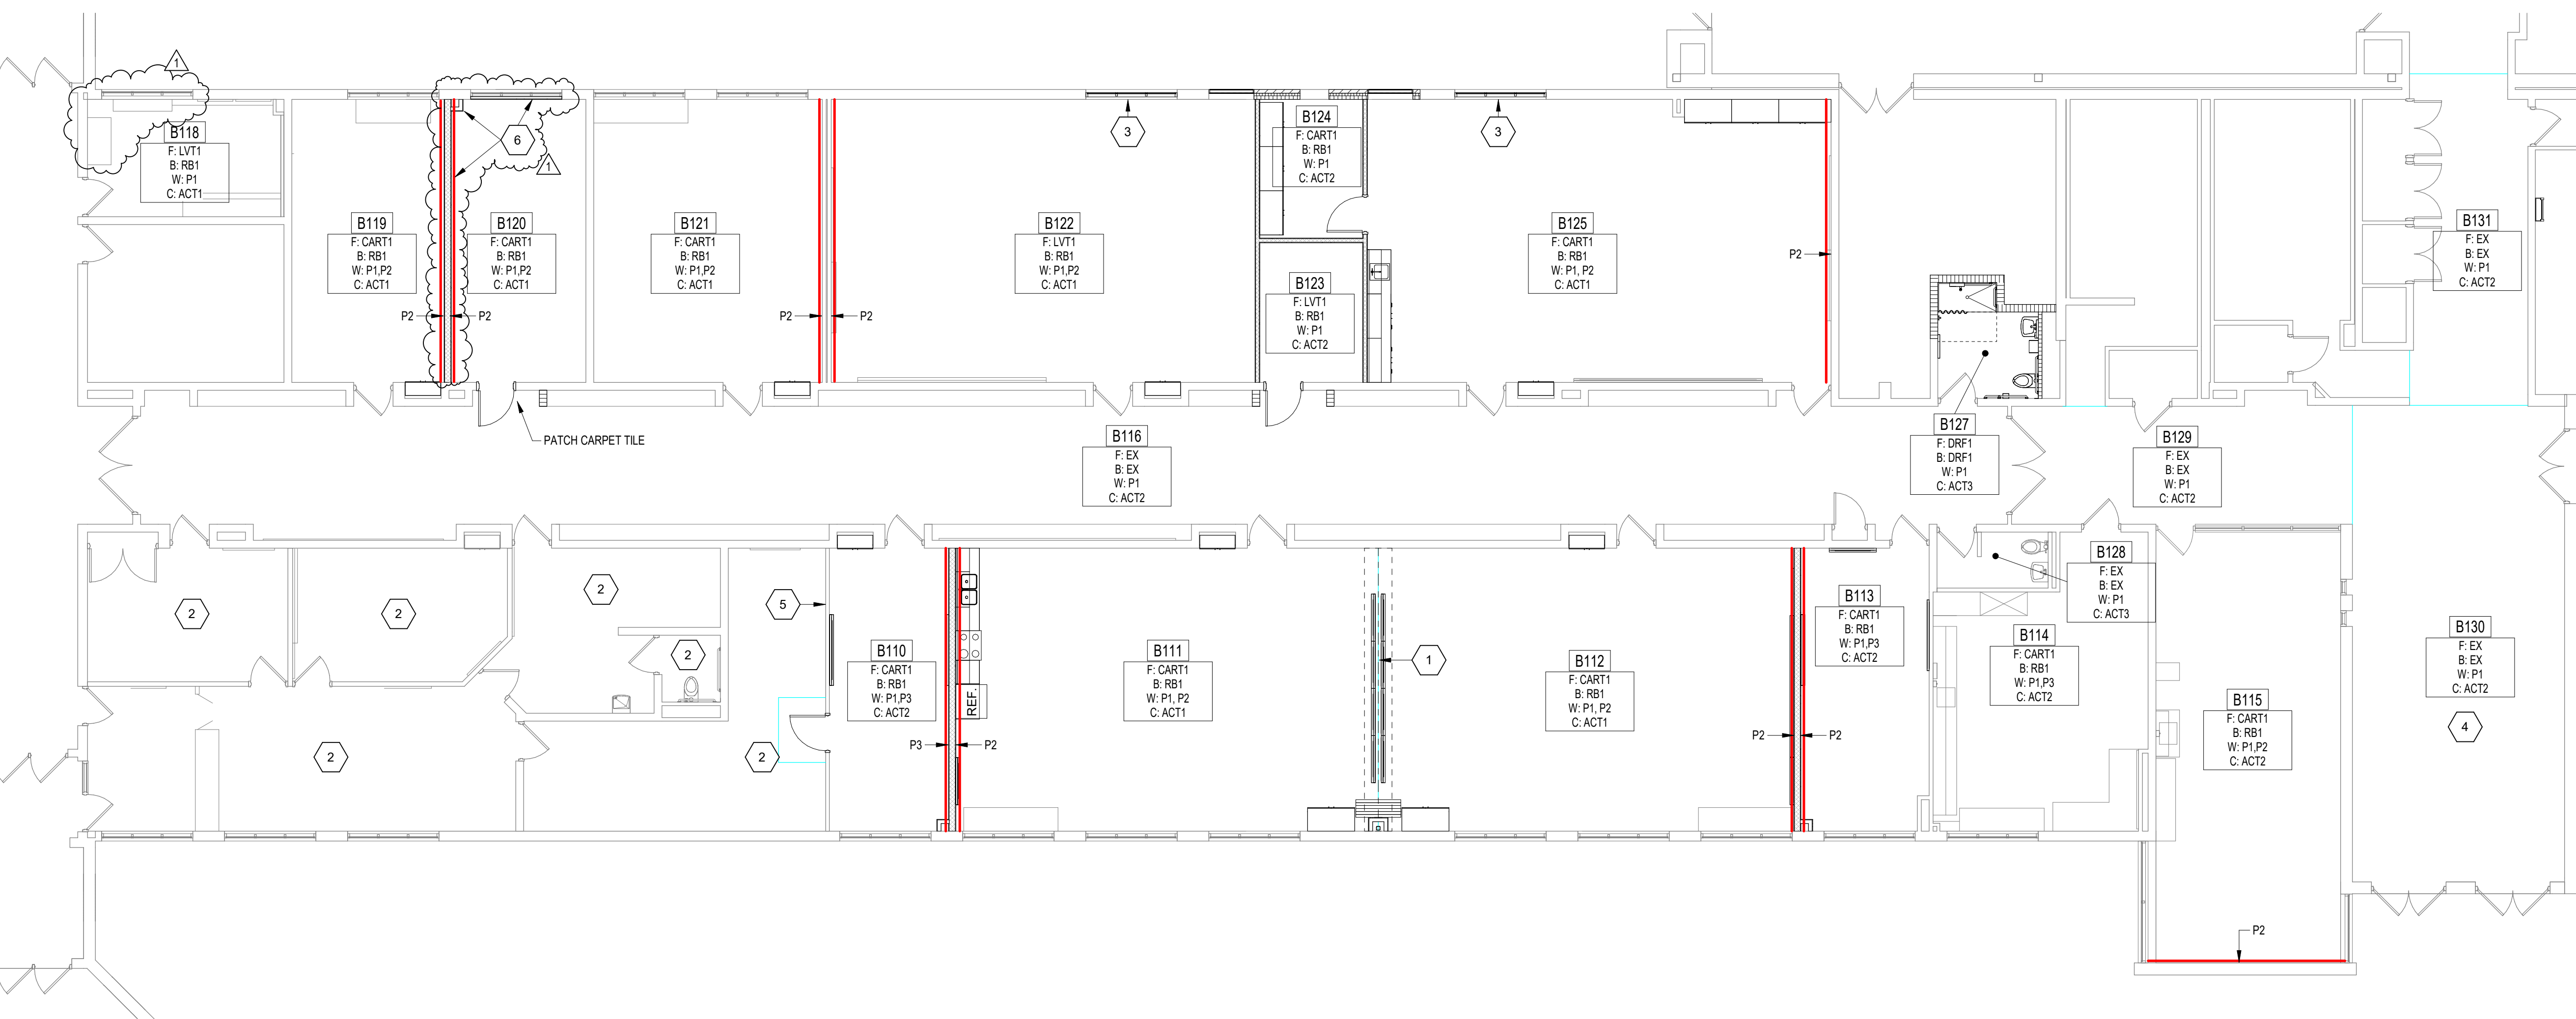 1
B118
F: LVT1
B: RB1
W: P1
C: ACT1
B119
F: CART1
B: RB1
W: P1,P2
C: ACT1
6
1
B120
F: CART1
B: RB1
W: P1,P2
C: ACT1
P2
P2
PATCH CARPET TILE
B121
F: CART1
B: RB1
W: P1,P2
C: ACT1
P2
P2
B122
F: LVT1
B: RB1
W: P1,P2
C: ACT1
3
B124
F: CART1
B: RB1
W: P1
C: ACT2
B123
F: LVT1
B: RB1
W: P1
C: ACT2
3
B125
F: CART1
B: RB1
W: P1, P2
C: ACT1
P2
B131
F: EX
B: EX
W: P1
C: ACT2
B116
F: EX
B: EX
W: P1
C: ACT2
B127
F: DRF1
B: DRF1
W: P1
C: ACT3
B129
F: EX
B: EX
W: P1
C: ACT2
2
2
2
2
2
2
5
B110
F: CART1
B: RB1
W: P1,P3
C: ACT2
P3
P2
REF.
B111
F: CART1
B: RB1
W: P1, P2
C: ACT1
1
B112
F: CART1
B: RB1
W: P1, P2
C: ACT1
P2
P2
B113
F: CART1
B: RB1
W: P1,P3
C: ACT2
B128
F: EX
B: EX
W: P1
C: ACT3
B114
F: CART1
B: RB1
W: P1,P3
C: ACT2
B115
F: CART1
B: RB1
W: P1,P2
C: ACT2
P2
B130
F: EX
B: EX
W: P1
C: ACT2
4